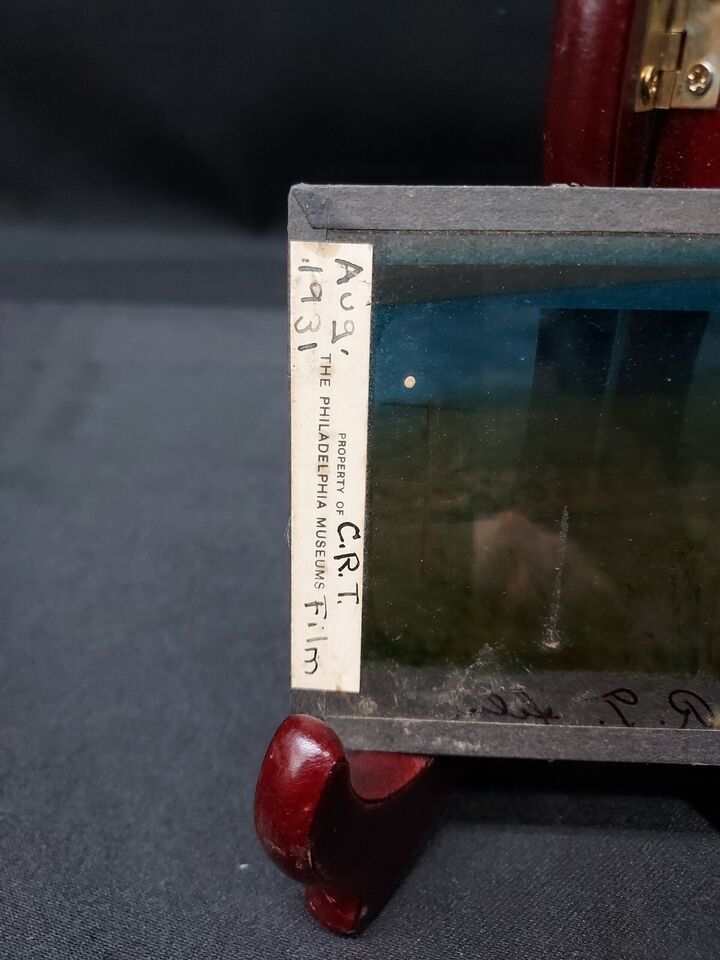 Aug.
1931
PROPERTY OF C.R.T.
THE PHILADELPHIA MUSEUMS Film
R. T.